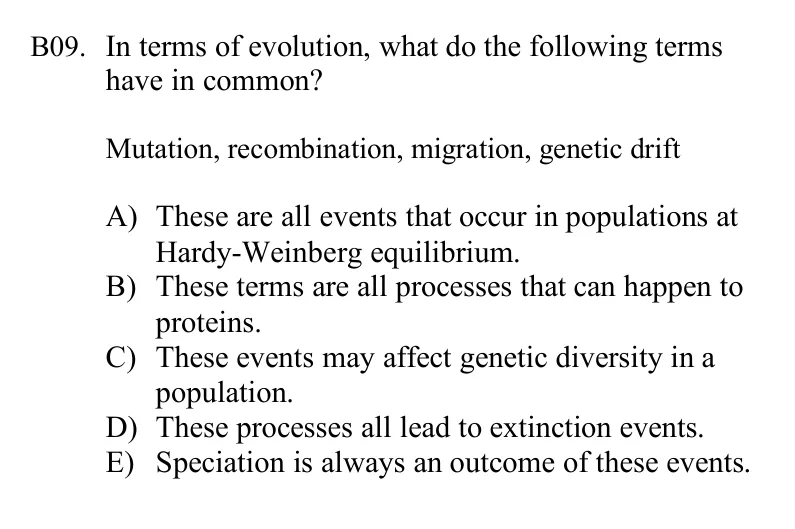 B09. In terms of evolution, what do the following terms
have in common?
Mutation, recombination, migration, genetic drift
A) These are all events that occur in populations at
Hardy-Weinberg equilibrium.
B) These terms are all processes that can happen to
proteins.
C) These events may affect genetic diversity in a
population.
D) These processes all lead to extinction events.
E) Speciation is always an outcome of these events.